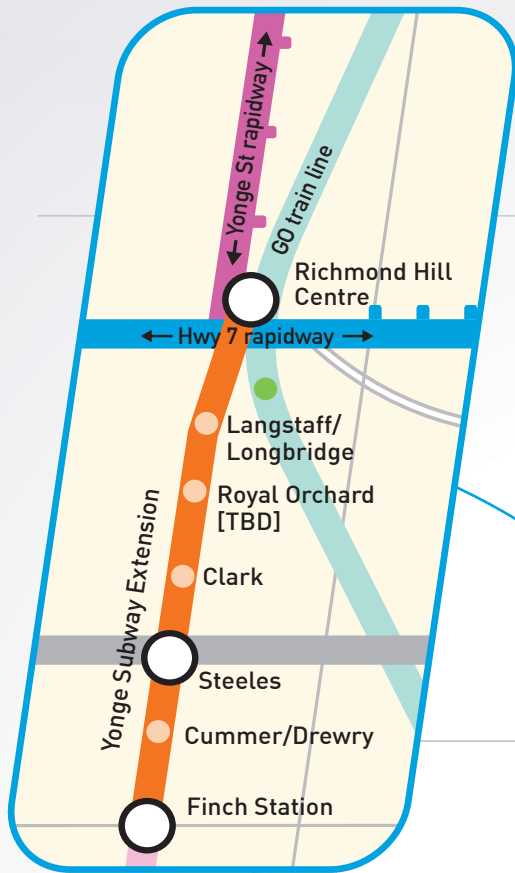 Yonge St rapidway
GO train line
Richmond Hill
Centre
Hwy 7 rapidway
Langstaff/
Longbridge
Royal Orchard
[TBD]
Clark
Yonge Subway Extension
Steeles
Cummer/Drewry
Finch Station